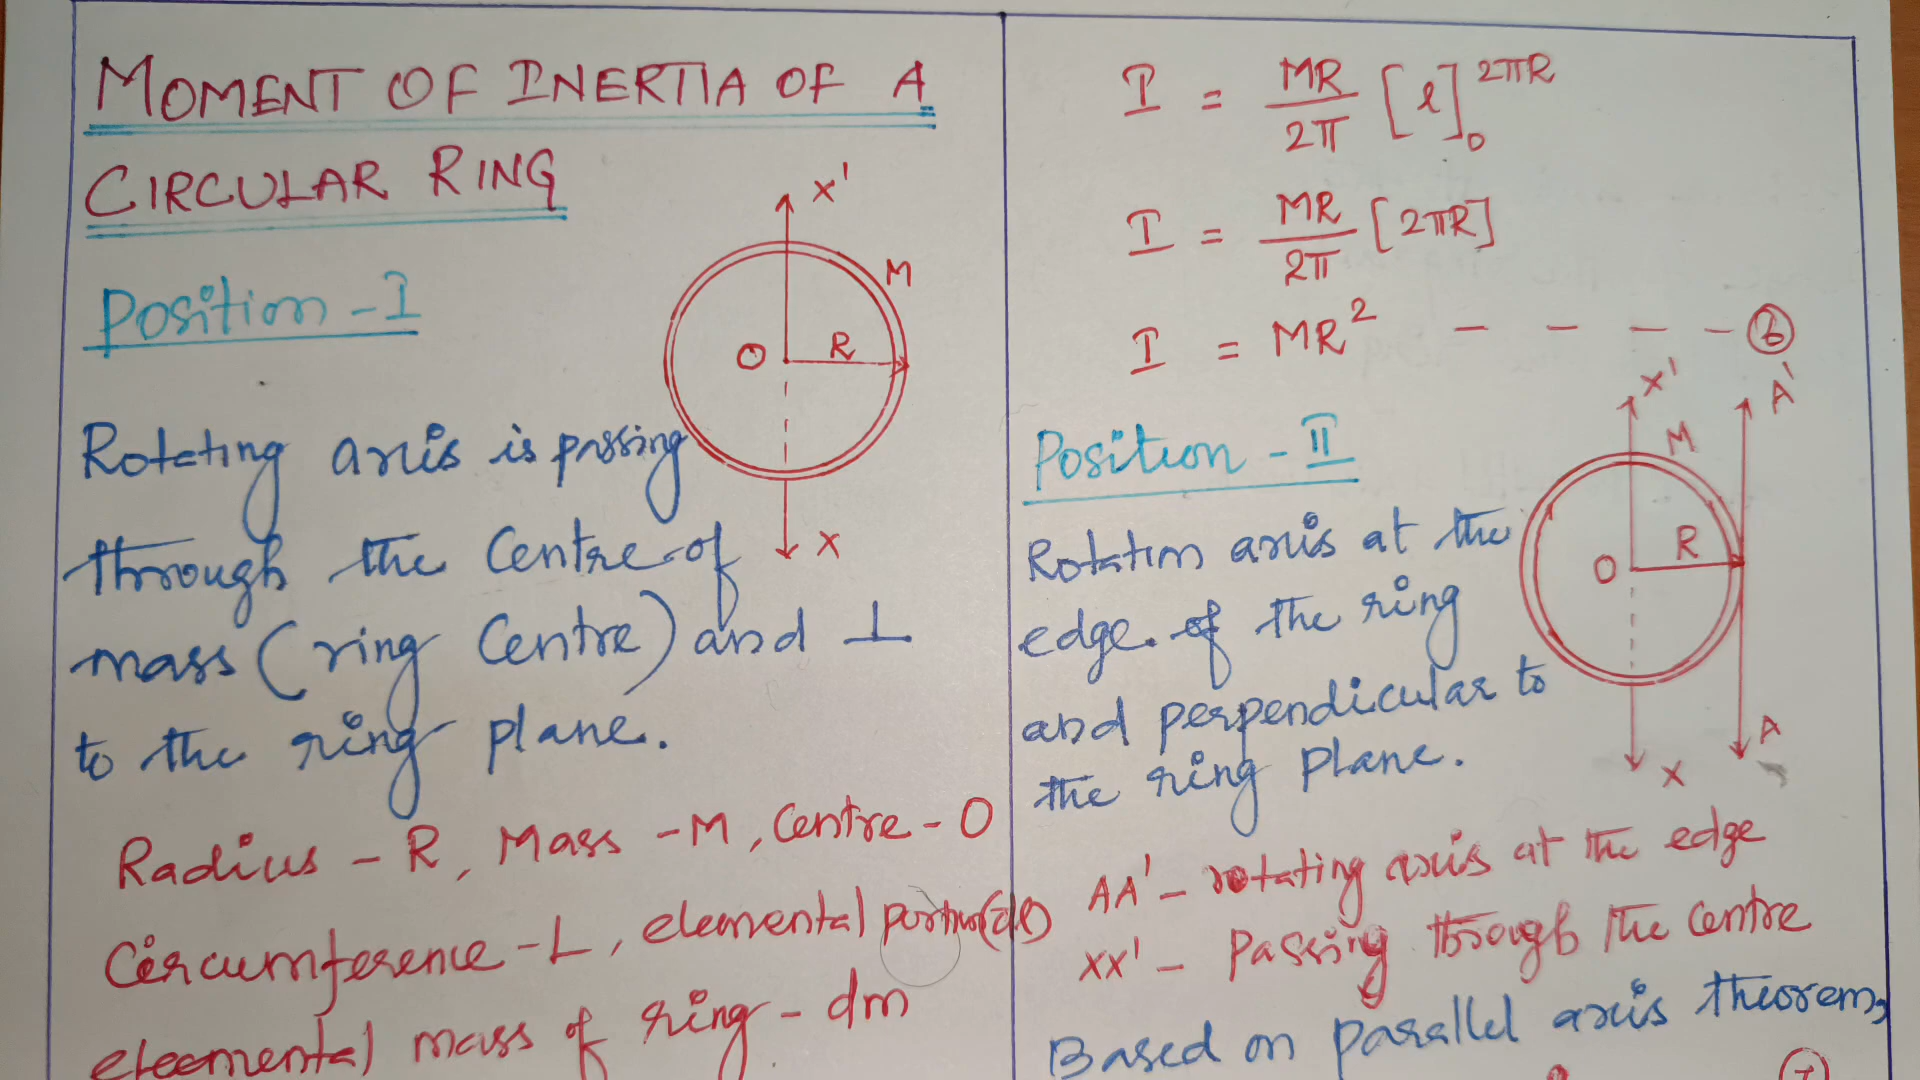 MOMENT OF INERTIA OF A
CIRCULAR RING
Position - I
X'
M
O
R
X
Rotating axis is passing
through the Centre of
mass (ring Centre) and ⊥
to the ring plane.
Radius - R, Mass - M, Centre - O
Circumference - L, elemental portion(dl)
eleemental mass of ring - dm
I = MR/2π [l]₀^2πR
I = MR/2π [2πR]
I = MR² - - - - ⑥
Position - II
X'
A'
M
O
R
X
A
Rotation axis at the
edge of the ring
and perpendicular to
the ring plane.
AA' - rotating axis at the edge
XX' - Passing through the Centre
Based on parallel axis theorem,